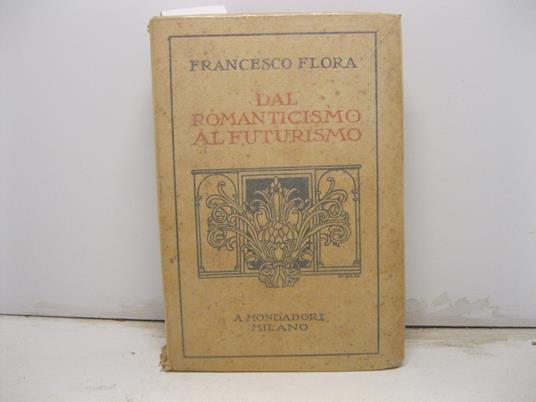 FRANCESCO FLORA
DAL
ROMANTICISMO
AL FUTURISMO
A MONDADORI
MILANO